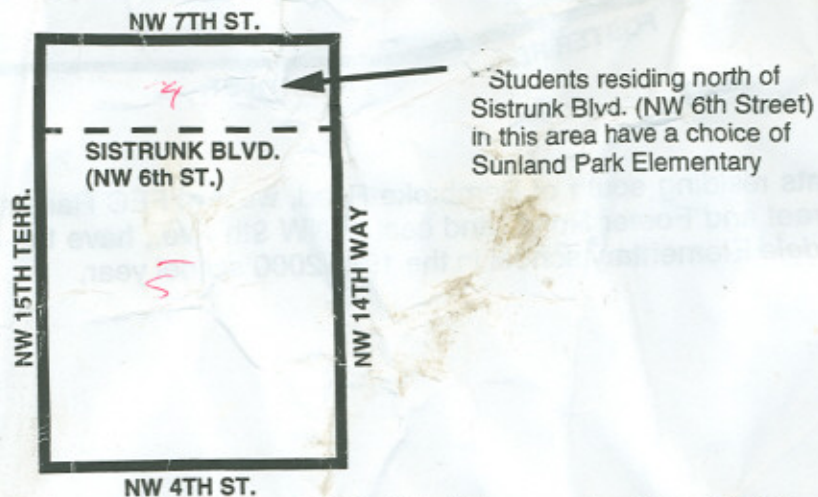 NW 7TH ST.
4
* Students residing north of
Sistrunk Blvd. (NW 6th Street)
in this area have a choice of
Sunland Park Elementary
SISTRUNK BLVD.
(NW 6th ST.)
NW 15TH TERR.
5
NW 14TH WAY
NW 4TH ST.